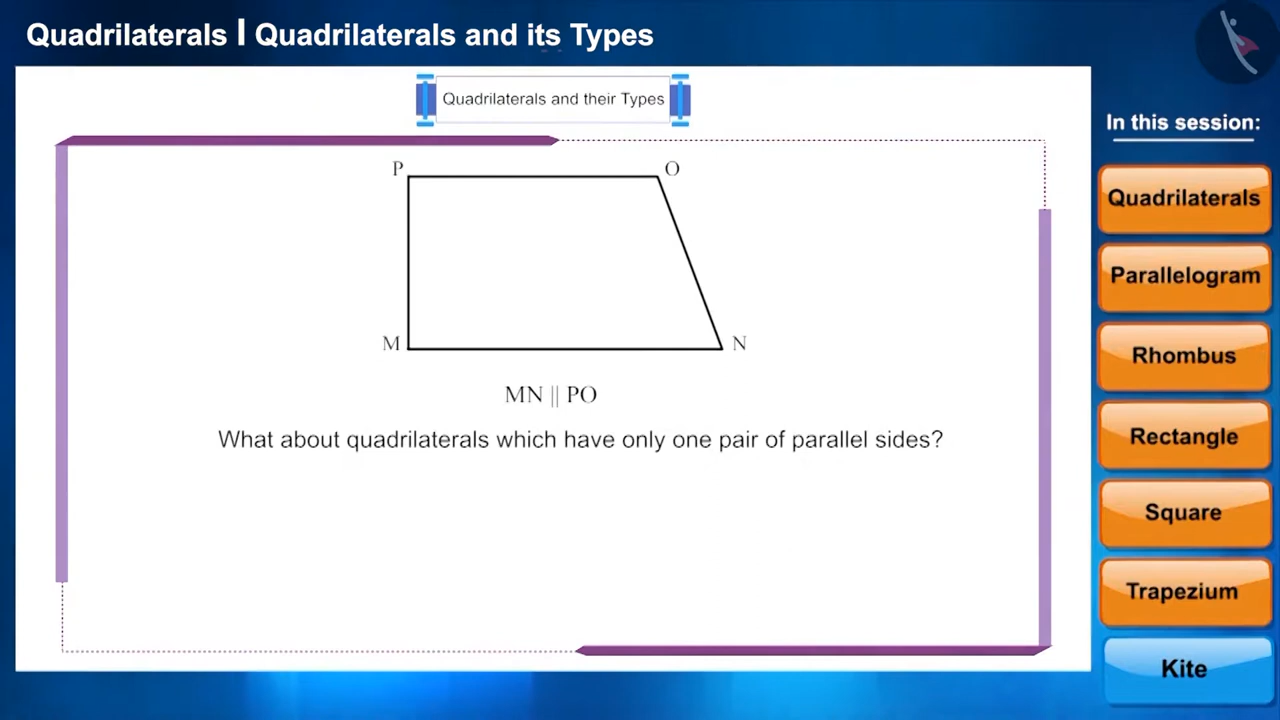 Quadrilaterals | Quadrilaterals and its Types
Quadrilaterals and their Types
In this session:
P
O
M
N
MN || PO
What about quadrilaterals which have only one pair of parallel sides?
Quadrilaterals
Parallelogram
Rhombus
Rectangle
Square
Trapezium
Kite